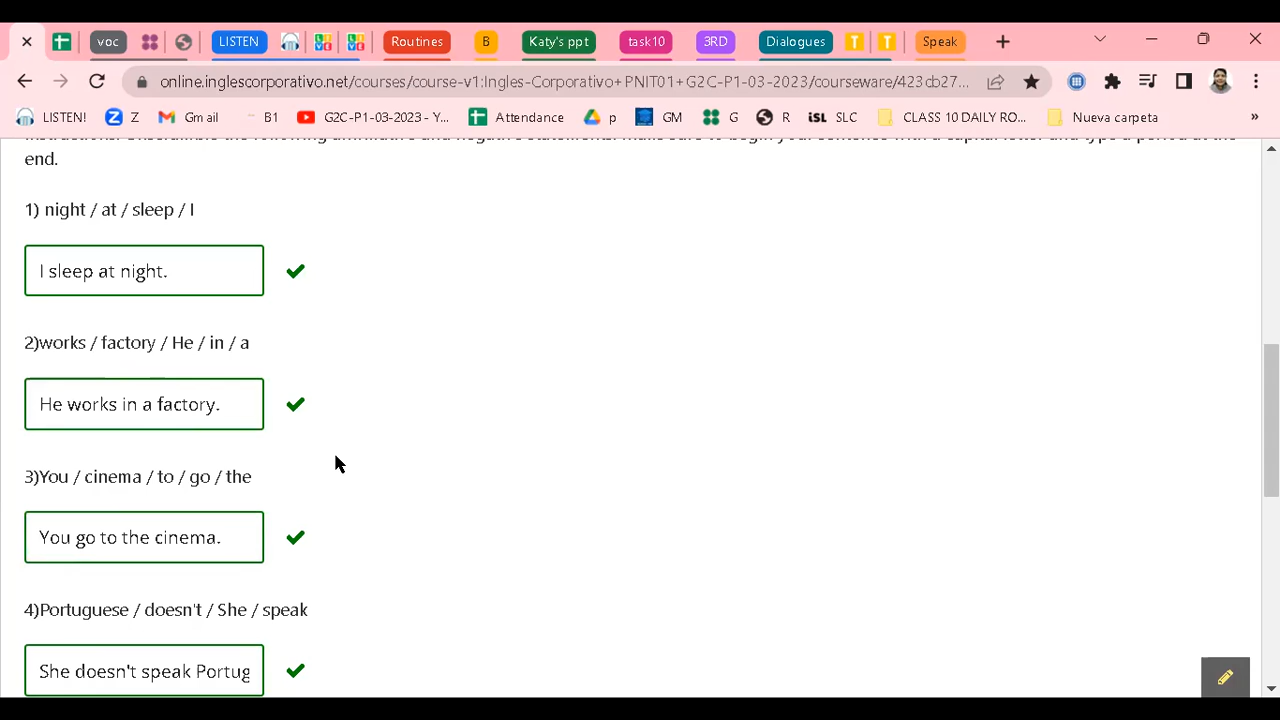 voc
LISTEN
Routines
B
Katy's ppt
task10
3RD
Dialogues
T
T
Speak
online.inglescorporativo.net/courses/course-v1:Ingles-Corporativo+PNIT01+G2C-P1-03-2023/courseware/423cb27...
LISTEN!
Z
Gmail
B1
G2C-P1-03-2023 - Y...
Attendance
p
GM
G
R
iSL SLC
CLASS 10 DAILY RO...
Nueva carpeta
»
end.
1) night / at / sleep / I
I sleep at night.
2)works / factory / He / in / a
He works in a factory.
3)You / cinema / to / go / the
You go to the cinema.
4)Portuguese / doesn't / She / speak
She doesn't speak Portug